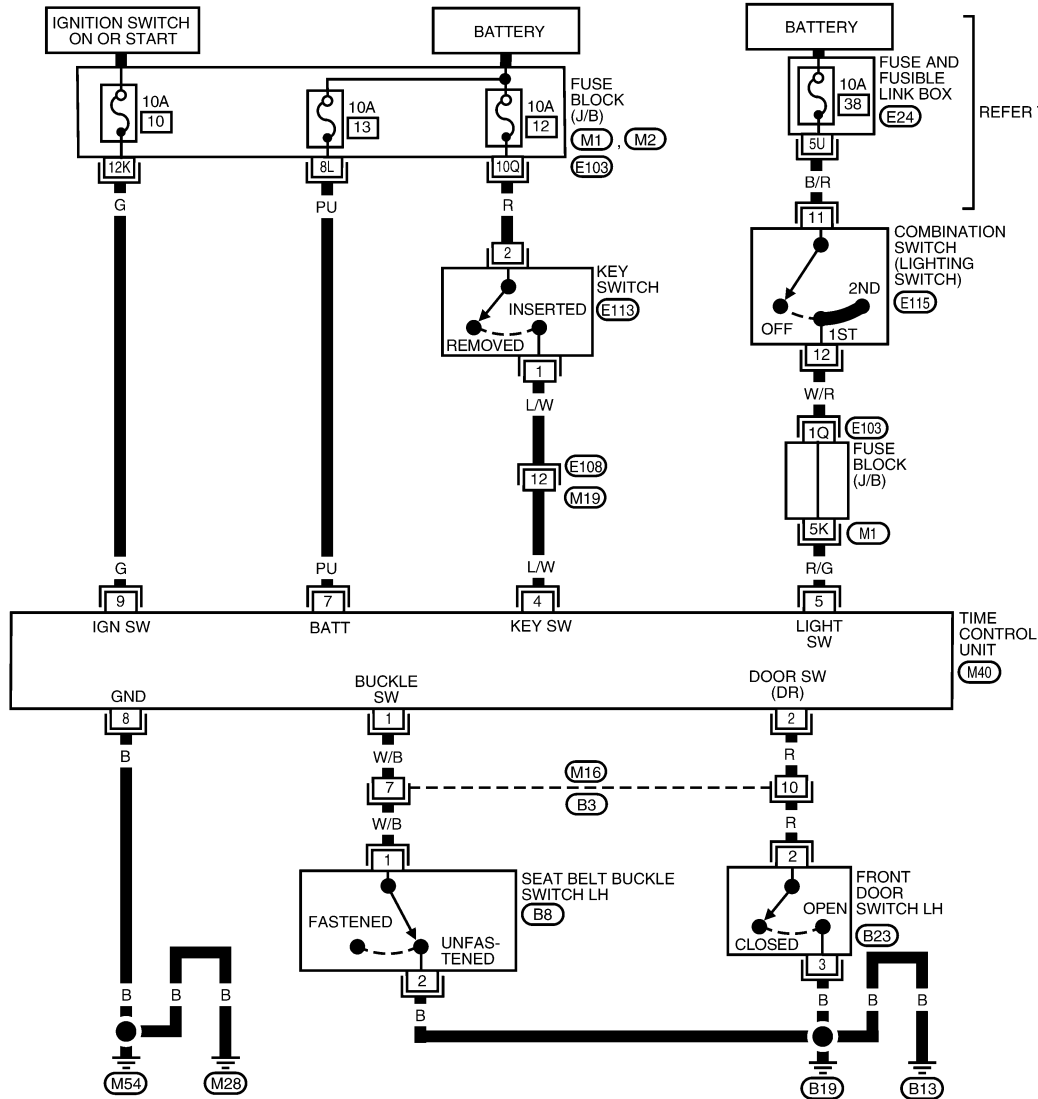 IGNITION SWITCH
ON OR START
BATTERY
BATTERY
10A
10
10A
13
10A
12
FUSE
BLOCK
(J/B)
M1 , M2
E103
10A
38
FUSE AND
FUSIBLE
LINK BOX
E24
REFER
12K
8L
10Q
5U
G
PU
R
B/R
2
11
KEY
SWITCH
E113
INSERTED
REMOVED
1
COMBINATION
SWITCH
(LIGHTING
SWITCH)
E115
2ND
OFF
1ST
12
L/W
W/R
12
E108
M19
1Q
E103
FUSE
BLOCK
(J/B)
5K
M1
G
PU
L/W
R/G
9
7
4
5
IGN SW
BATT
KEY SW
LIGHT
SW
TIME
CONTROL
UNIT
M40
GND
BUCKLE
SW
DOOR SW
(DR)
8
1
2
B
W/B
R
7
M16
B3
10
W/B
R
1
2
SEAT BELT BUCKLE
SWITCH LH
B8
FASTENED
UNFAS-
TENED
2
FRONT
DOOR
SWITCH LH
B23
OPEN
CLOSED
3
B
B
B
B
B
B
B
M54
M28
B19
B13